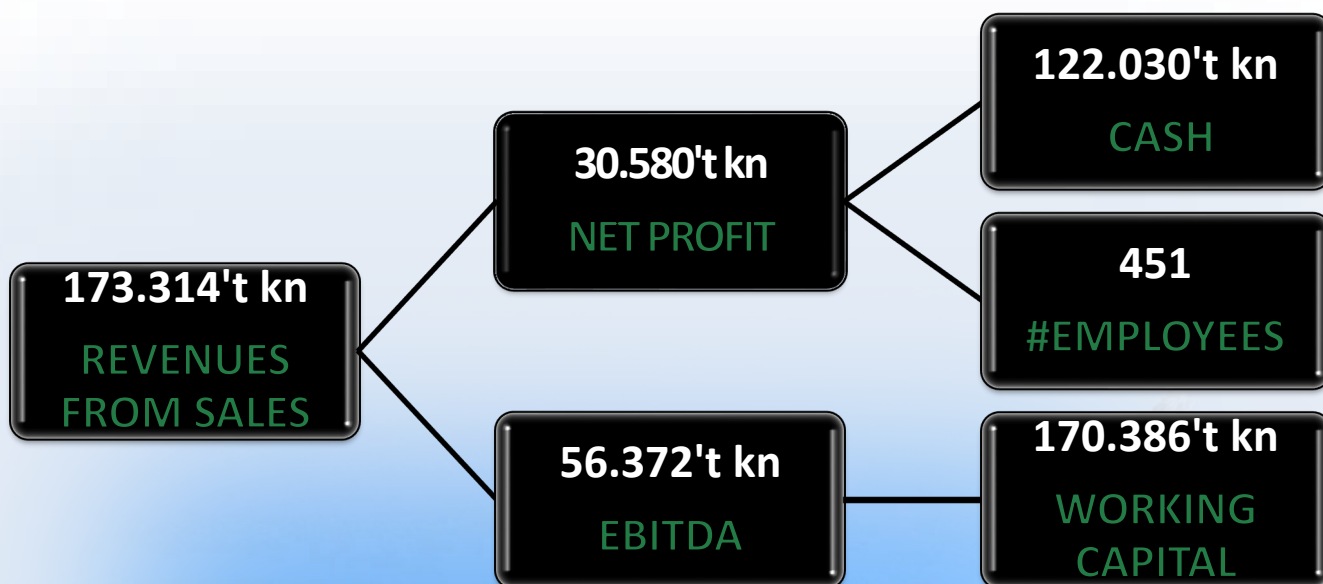 173.314't kn
REVENUES
FROM SALES
30.580't kn
NET PROFIT
56.372't kn
EBITDA
122.030't kn
CASH
451
#EMPLOYEES
170.386't kn
WORKING
CAPITAL